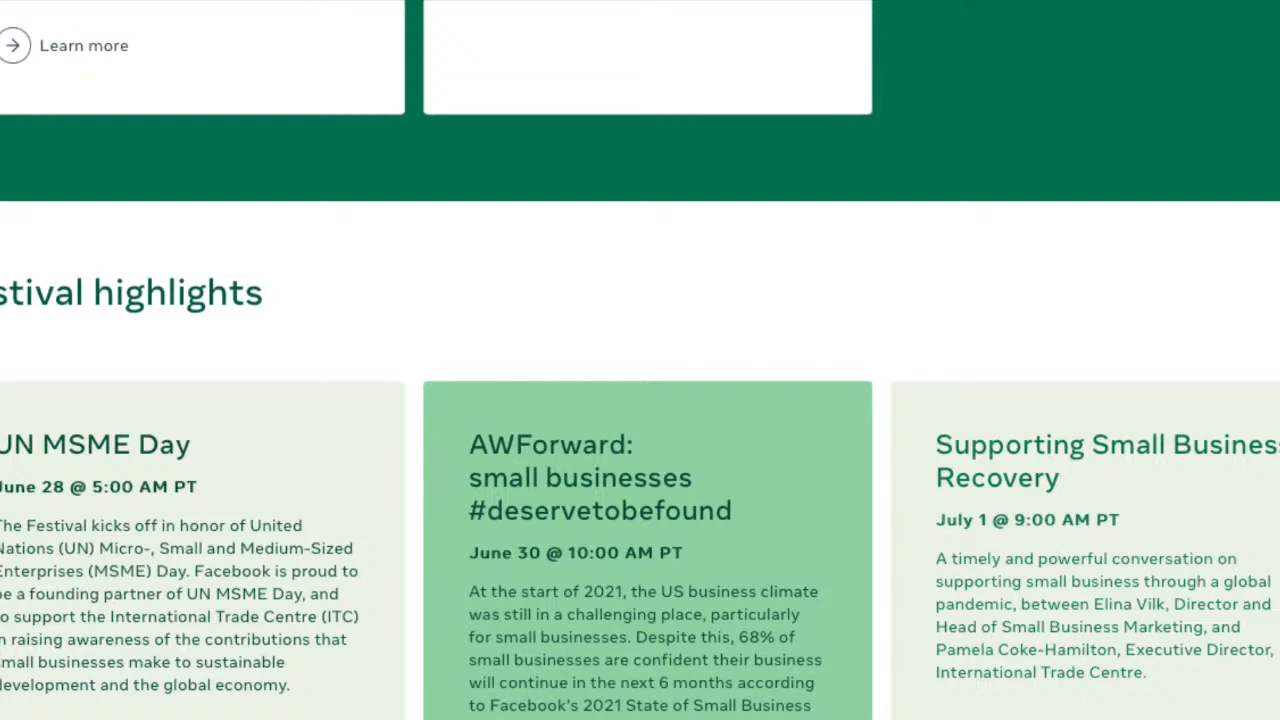 Learn more
stival highlights
UN MSME Day
June 28 @ 5:00 AM PT
The Festival kicks off in honor of United
Nations (UN) Micro-, Small and Medium-Sized
Enterprises (MSME) Day. Facebook is proud to
be a founding partner of UN MSME Day, and
to support the International Trade Centre (ITC)
in raising awareness of the contributions that
small businesses make to sustainable
development and the global economy.
AWForward:
small businesses
#deservetobefound
June 30 @ 10:00 AM PT
At the start of 2021, the US business climate
was still in a challenging place, particularly
for small businesses. Despite this, 68% of
small businesses are confident their business
will continue in the next 6 months according
to Facebook's 2021 State of Small Business
Supporting Small Business
Recovery
July 1 @ 9:00 AM PT
A timely and powerful conversation on
supporting small business through a global
pandemic, between Elina Vilk, Director and
Head of Small Business Marketing, and
Pamela Coke-Hamilton, Executive Director,
International Trade Centre.